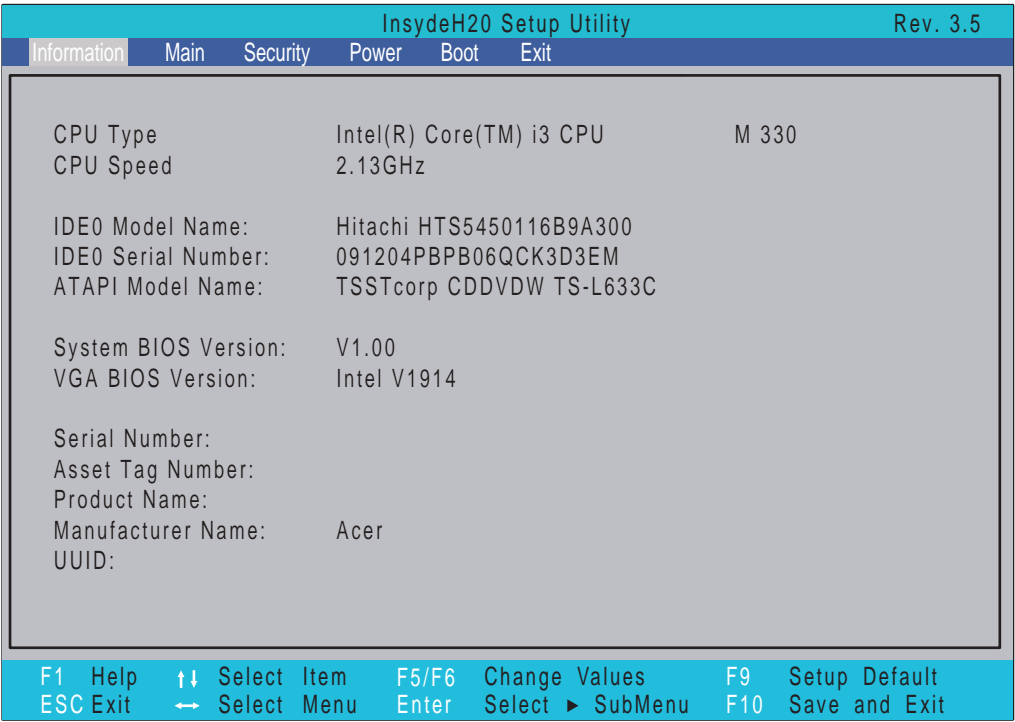 InsydeH20 Setup Utility Rev. 3.5
Information Main Security Power Boot Exit
CPU Type Intel(R) Core(TM) i3 CPU M 330
CPU Speed 2.13GHz
IDE0 Model Name: Hitachi HTS5450116B9A300
IDE0 Serial Number: 091204PBPB06QCK3D3EM
ATAPI Model Name: TSSTcorp CDDVDW TS-L633C
System BIOS Version: V1.00
VGA BIOS Version: Intel V1914
Serial Number:
Asset Tag Number:
Product Name:
Manufacturer Name: Acer
UUID:
F1 Help ↑↓ Select Item F5/F6 Change Values F9 Setup Default
ESC Exit ↔ Select Menu Enter Select ► SubMenu F10 Save and Exit